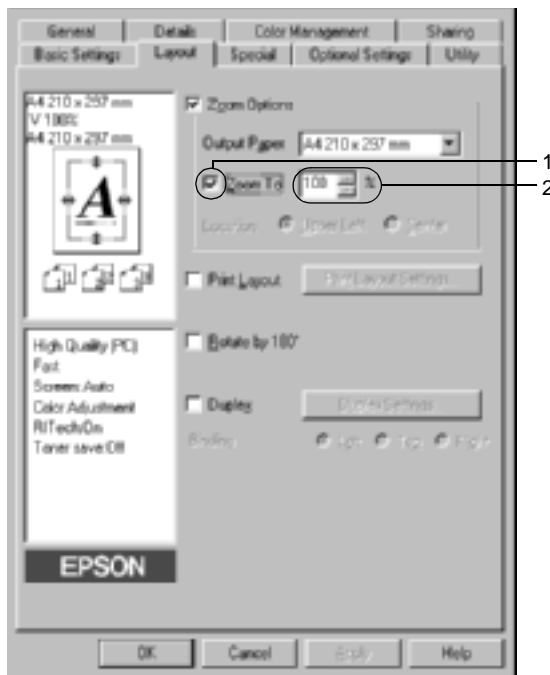 General Details Color Management Sharing
Basic Settings Layout Special Optional Settings Utility
A4 210 x 297 mm
V 100%
A4 210 x 297 mm
A
Zoom Options
Output Paper A4 210 x 297 mm
1
Zoom To 100 %
2
Location Upper Left Center
Print Layout Print Layout Settings...
High Quality (PC)
Fast
Screen: Auto
Color Adjustment
RITech:On
Toner save:Off
Rotate by 180°
Duplex Duplex Settings...
Binding Left Top Right
EPSON
OK Cancel Apply Help